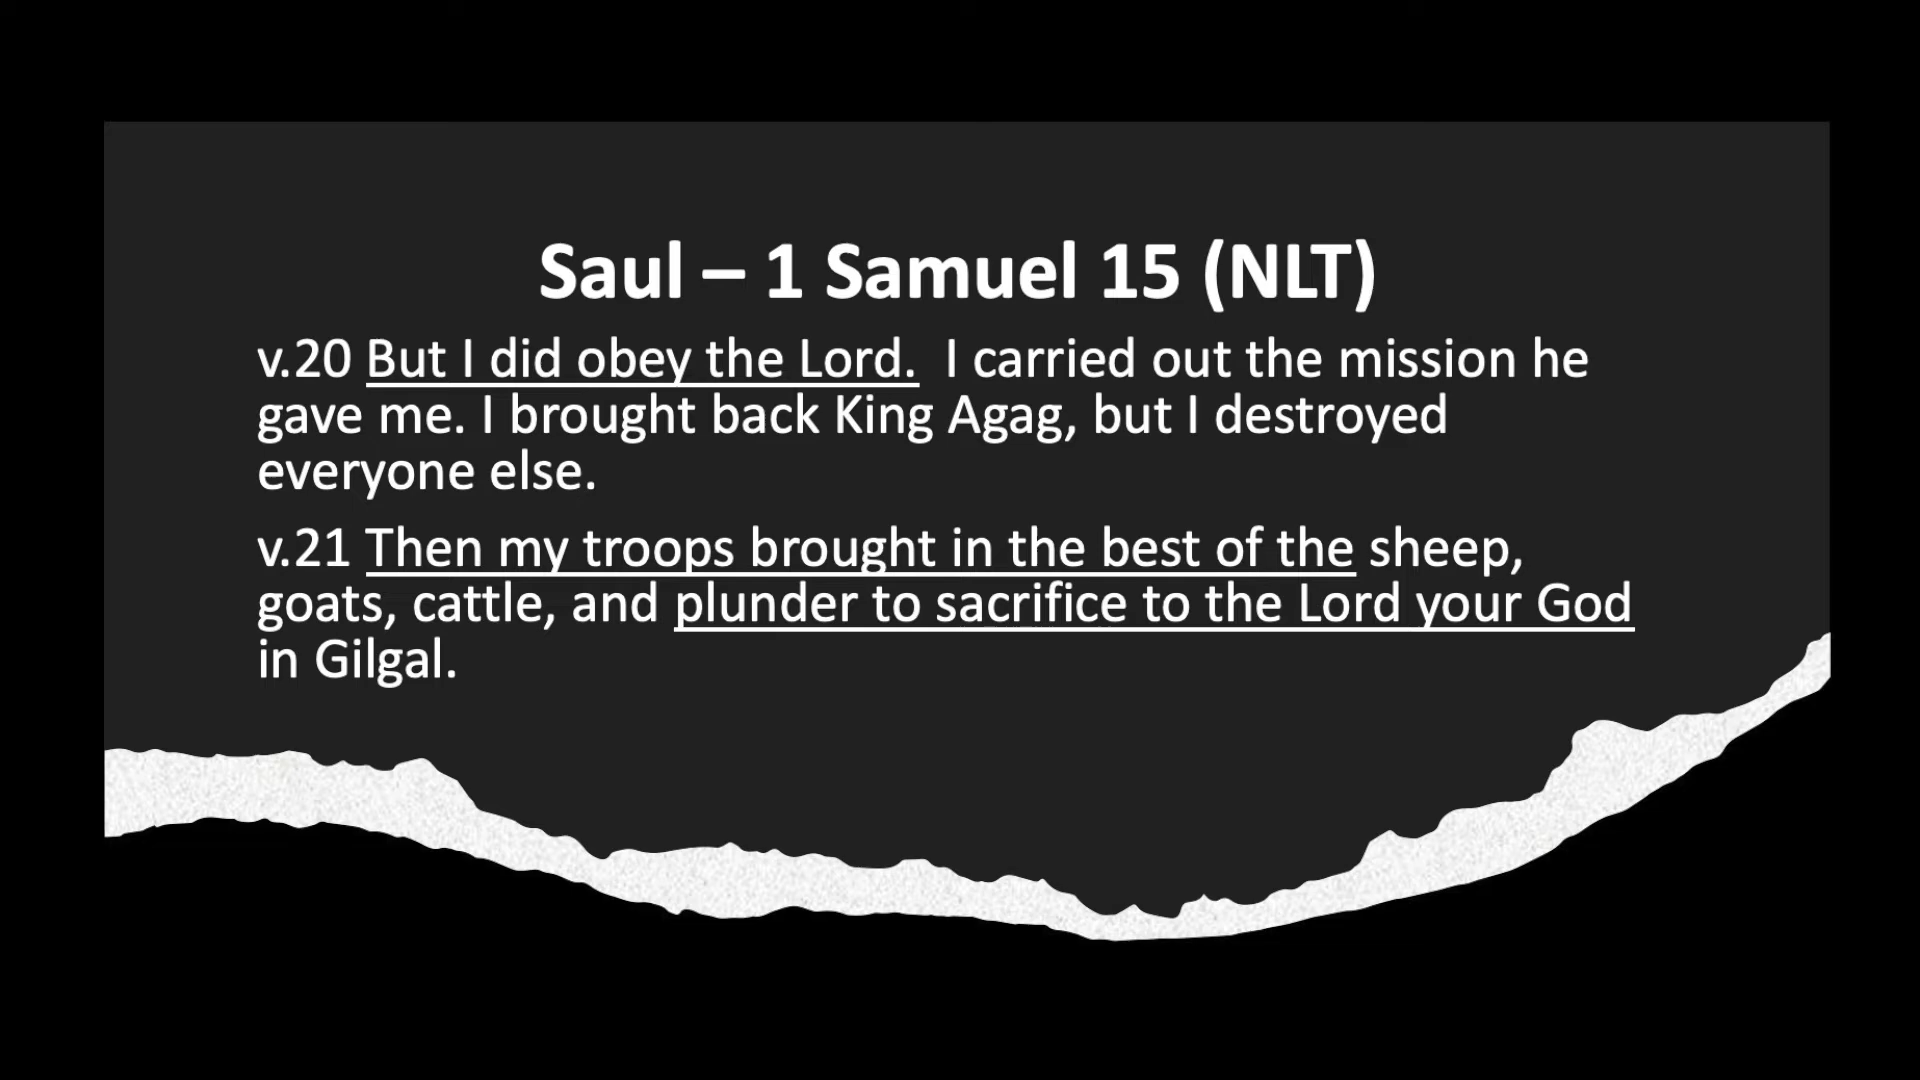 Saul – 1 Samuel 15 (NLT)
v.20 But I did obey the Lord.  I carried out the mission he
gave me. I brought back King Agag, but I destroyed
everyone else.
v.21 Then my troops brought in the best of the sheep,
goats, cattle, and plunder to sacrifice to the Lord your God
in Gilgal.